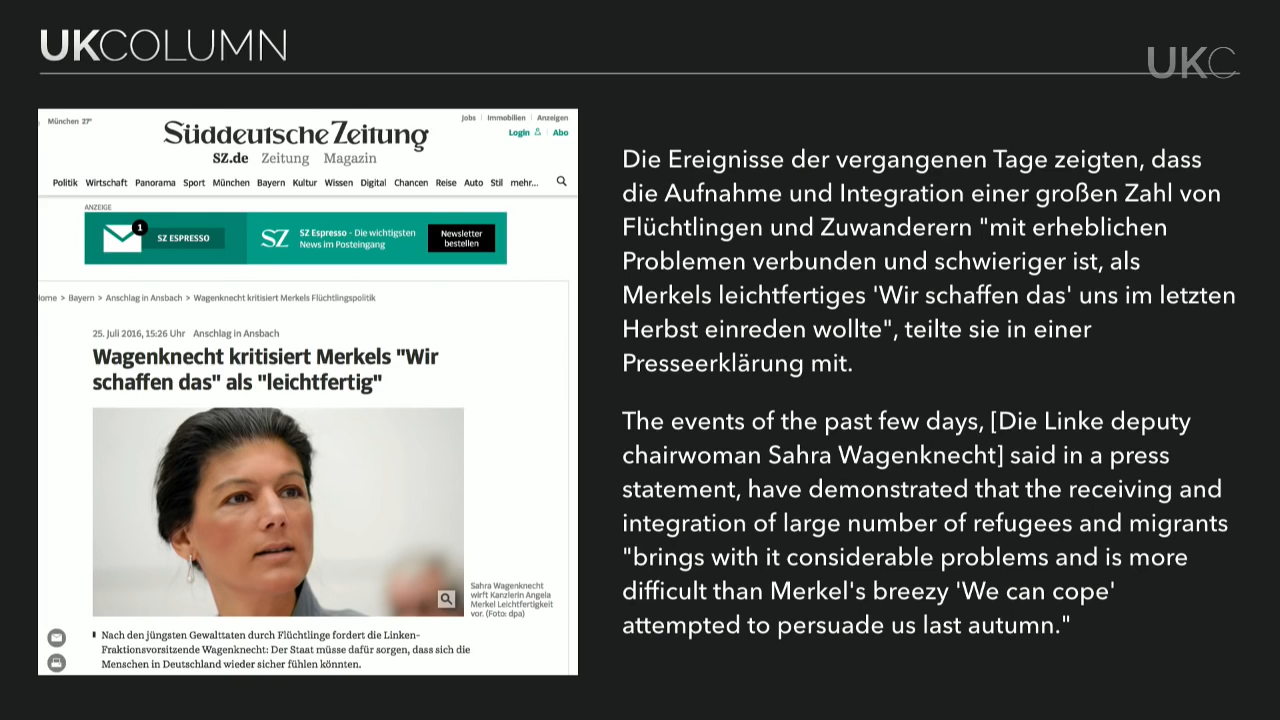 UKCOLUMN
UKC
München 27°
Jobs Immobilien Anzeigen
Süddeutsche Zeitung
Login Abo
SZ.de Zeitung Magazin
Politik Wirtschaft Panorama Sport München Bayern Kultur Wissen Digital Chancen Reise Auto Stil mehr...
ANZEIGE
1
SZ ESPRESSO
SZ
SZ Espresso - Die wichtigsten
News im Posteingang
Newsletter
bestellen
ome > Bayern > Anschlag in Ansbach > Wagenknecht kritisiert Merkels Flüchtlingspolitik
25. Juli 2016, 15:26 Uhr Anschlag in Ansbach
Wagenknecht kritisiert Merkels "Wir
schaffen das" als "leichtfertig"
Sahra Wagenknecht
wirft Kanzlerin Angela
Merkel Leichtfertigkeit
vor. (Foto: dpa)
Nach den jüngsten Gewalttaten durch Flüchtlinge fordert die Linken-
Fraktionsvorsitzende Wagenknecht: Der Staat müsse dafür sorgen, dass sich die
Menschen in Deutschland wieder sicher fühlen könnten.
Die Ereignisse der vergangenen Tage zeigten, dass
die Aufnahme und Integration einer großen Zahl von
Flüchtlingen und Zuwanderern "mit erheblichen
Problemen verbunden und schwieriger ist, als
Merkels leichtfertiges 'Wir schaffen das' uns im letzten
Herbst einreden wollte", teilte sie in einer
Presseerklärung mit.
The events of the past few days, [Die Linke deputy
chairwoman Sahra Wagenknecht] said in a press
statement, have demonstrated that the receiving and
integration of large number of refugees and migrants
"brings with it considerable problems and is more
difficult than Merkel's breezy 'We can cope'
attempted to persuade us last autumn."